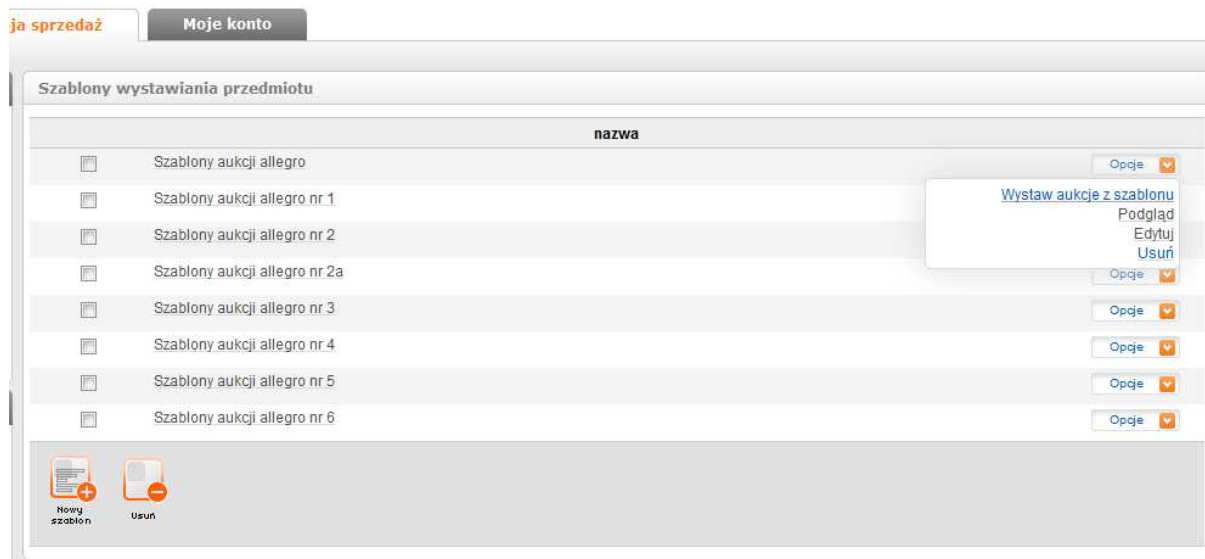 ja sprzedaż
Moje konto
Szablony wystawiania przedmiotu
nazwa
Szablony aukcji allegro
Opcje
Wystaw aukcje z szablonu
Podgląd
Edytuj
Usuń
Szablony aukcji allegro nr 1
Szablony aukcji allegro nr 2
Szablony aukcji allegro nr 2a
Opcje
Szablony aukcji allegro nr 3
Opcje
Szablony aukcji allegro nr 4
Opcje
Szablony aukcji allegro nr 5
Opcje
Szablony aukcji allegro nr 6
Opcje
Nowy
szablon
Usuń